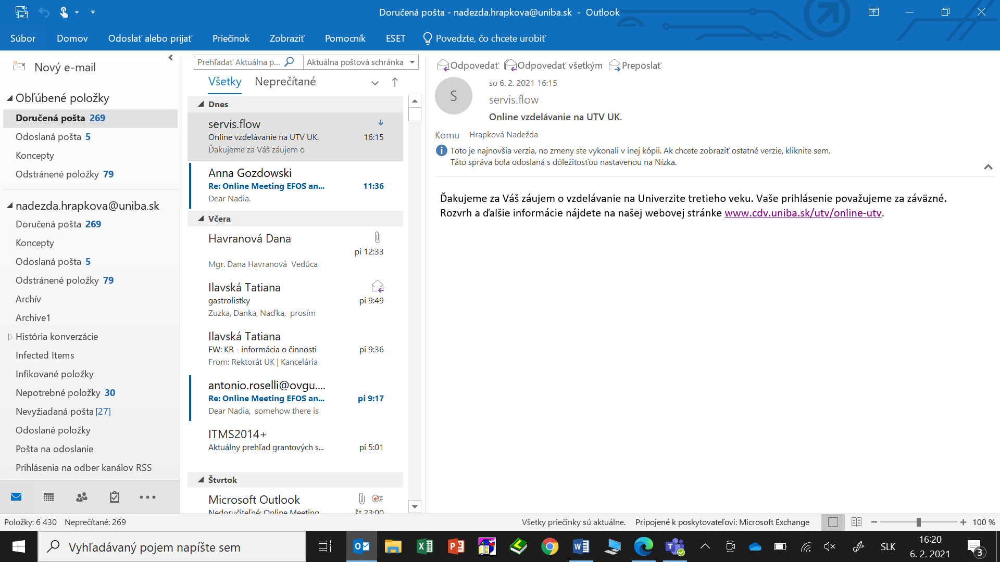 Doručená pošta - nadezda.hrapkova@uniba.sk - Outlook
Súbor Domov Odoslať alebo prijať Priečinok Zobraziť Pomocník ESET Povedzte, čo chcete urobiť
Nový e-mail
Obľúbené položky
Doručená pošta 269
Odoslaná pošta 5
Koncepty
Odstránené položky 79
nadezda.hrapkova@uniba.sk
Doručená pošta 269
Koncepty
Odoslaná pošta 5
Odstránené položky 79
Archív
Archive1
História konverzácie
Infected Items
Infikované položky
Nepotrebné položky 30
Nevyžiadaná pošta [27]
Odoslané položky
Pošta na odoslanie
Prihlásenia na odber kanálov RSS
Prehľadať Aktuálna p... Aktuálna poštová schránka
Všetky Neprečítané
Dnes
servis.flow
Online vzdelávanie na UTV UK. 16:15
Ďakujeme za Váš záujem o
Anna Gozdowski
Re: Online Meeting EFOS an... 11:36
Dear Nadia.
Včera
Havranová Dana
pi 12:33
Mgr. Dana Havranová Vedúca
Ilavská Tatiana
gastrolistky pi 9:49
Zuzka, Danka, Naďka, prosím
Ilavská Tatiana
FW: KR - informácia o činnosti pi 9:36
From: Rektorát UK | Kancelária
antonio.roselli@ovgu....
Re: Online Meeting EFOS an... pi 9:17
Dear Nadia, somehow there is
ITMS2014+
Aktuálny prehľad grantových s... pi 5:01
Štvrtok
Microsoft Outlook
Nedoručiteľné: Online Meeting št 23:00
Odpovedať Odpovedať všetkým Preposlať
S
so 6. 2. 2021 16:15
servis.flow
Online vzdelávanie na UTV UK.
Komu Hrapková Nadežda
Toto je najnovšia verzia, no zmeny ste vykonali v inej kópii. Ak chcete zobraziť ostatné verzie, kliknite sem.
Táto správa bola odoslaná s dôležitosťou nastavenou na Nízka.
Ďakujeme za Váš záujem o vzdelávanie na Univerzite tretieho veku. Vaše prihlásenie považujeme za záväzné.
Rozvrh a ďalšie informácie nájdete na našej webovej stránke www.cdv.uniba.sk/utv/online-utv.
Položky: 6 430 Neprečítané: 269 Všetky priečinky sú aktuálne. Pripojené k poskytovateľovi: Microsoft Exchange 100 %
Vyhľadávaný pojem napíšte sem
SLK
16:20
6. 2. 2021
3